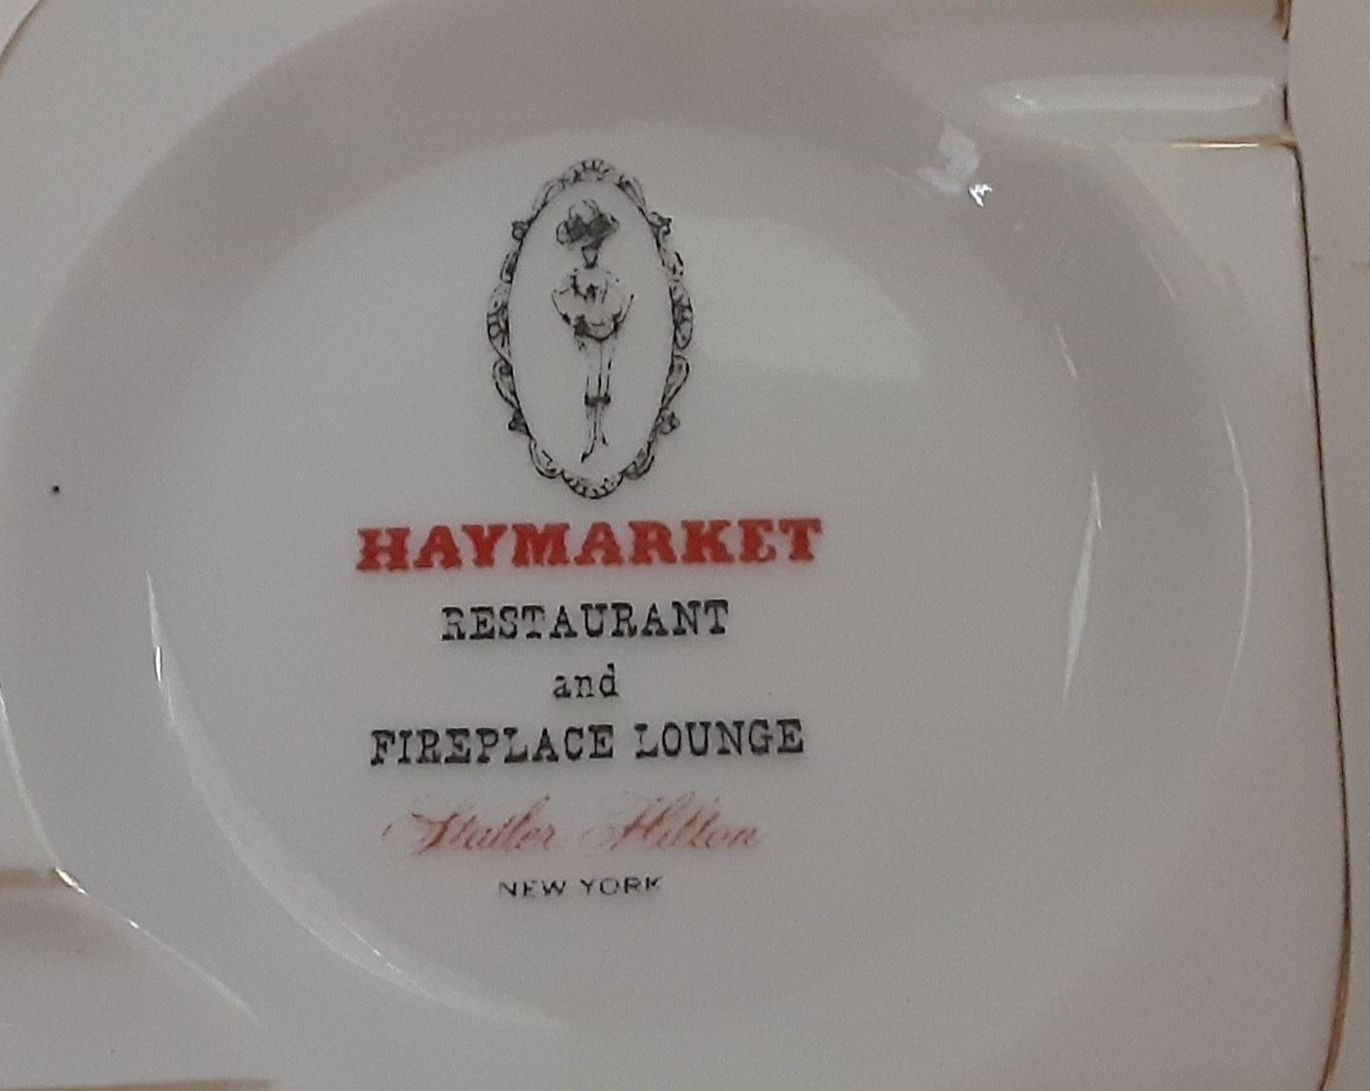 HAYMARKET
RESTAURANT
and
FIREPLACE LOUNGE
Statler Hilton
NEW YORK